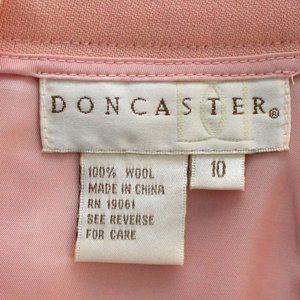 DONCASTER®
10
100% WOOL
MADE IN CHINA
RN 19061
SEE REVERSE
FOR CARE